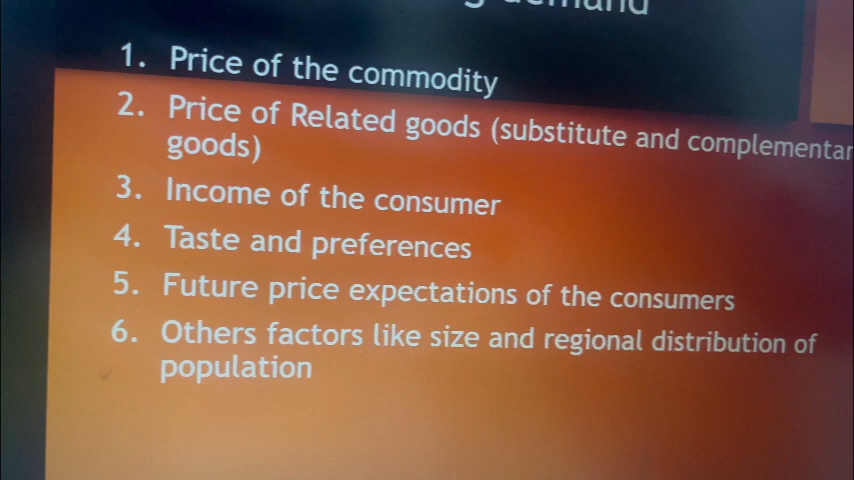 demand
1. Price of the commodity
2. Price of Related goods (substitute and
goods)
3. Income of the consumer
4. Taste and preferences
5. Future price expectations of the consumers
6. Others factors like size and regional distribution of
population